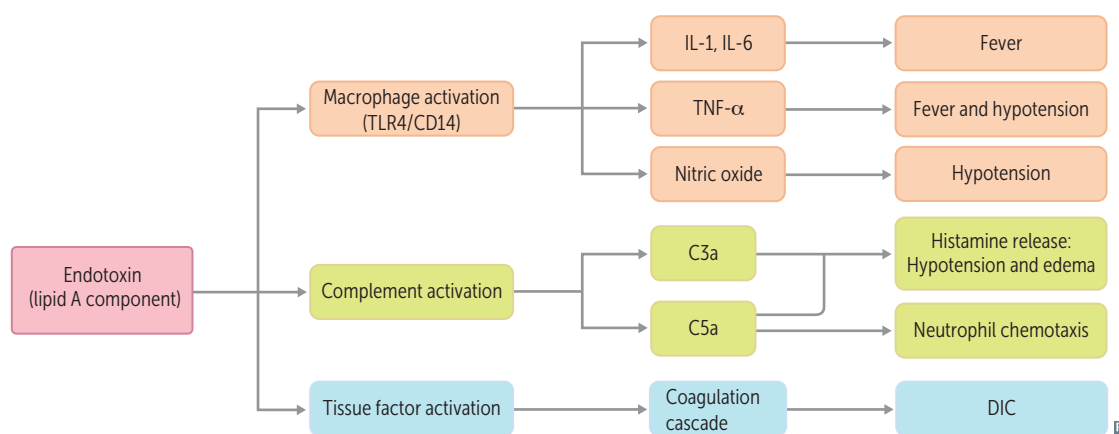 Endotoxin
(lipid A component)
Macrophage activation
(TLR4/CD14)
IL-1, IL-6
Fever
TNF-α
Fever and hypotension
Nitric oxide
Hypotension
Complement activation
C3a
Histamine release:
Hypotension and edema
C5a
Neutrophil chemotaxis
Tissue factor activation
Coagulation
cascade
DIC